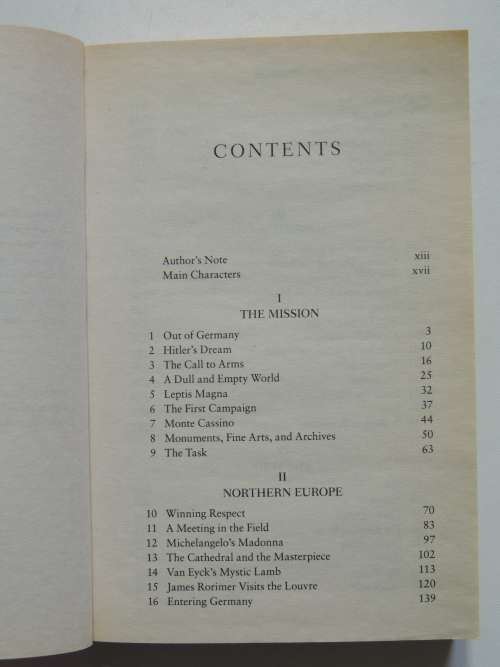 CONTENTS
Author's Note xiii
Main Characters xvii
I
THE MISSION
1 Out of Germany 3
2 Hitler's Dream 10
3 The Call to Arms 16
4 A Dull and Empty World 25
5 Leptis Magna 32
6 The First Campaign 37
7 Monte Cassino 44
8 Monuments, Fine Arts, and Archives 50
9 The Task 63
II
NORTHERN EUROPE
10 Winning Respect 70
11 A Meeting in the Field 83
12 Michelangelo's Madonna 97
13 The Cathedral and the Masterpiece 102
14 Van Eyck's Mystic Lamb 113
15 James Rorimer Visits the Louvre 120
16 Entering Germany 139